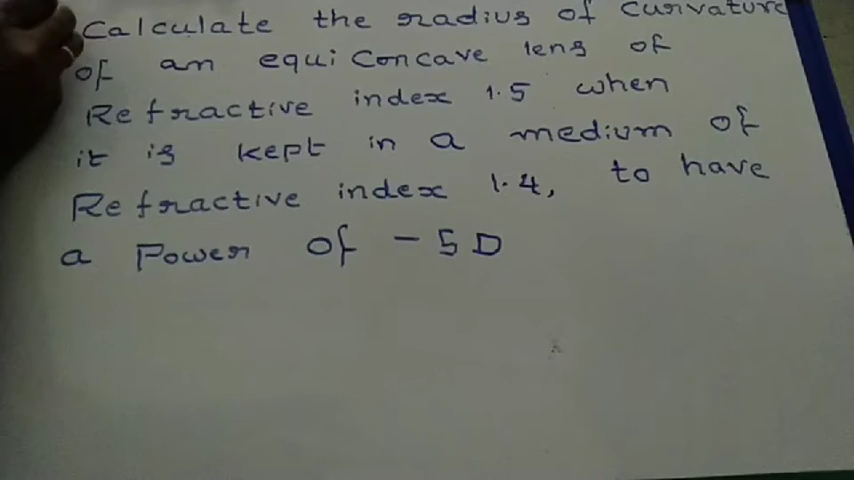 Calculate the radius of curvature
of an equi concave lens of
Refractive index 1.5 when
it is kept in a medium of
Refractive index 1.4, to have
a Power of - 5 D